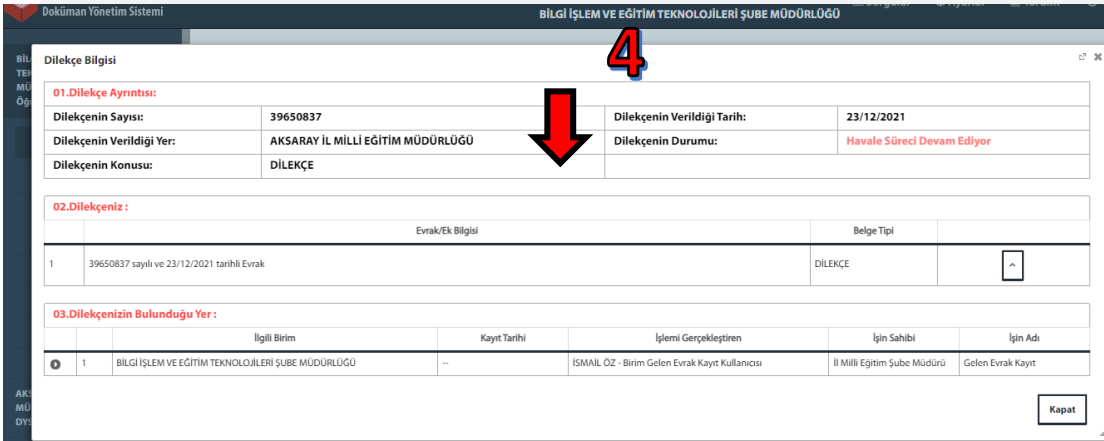 Doküman Yönetim Sistemi
BİLGİ İŞLEM VE EĞİTİM TEKNOLOJİLERİ ŞUBE MÜDÜRLÜĞÜ
4
Dilekçe Bilgisi
01.Dilekçe Ayrıntısı:
Dilekçenin Sayısı: 39650837 Dilekçenin Verildiği Tarih: 23/12/2021
Dilekçenin Verildiği Yer: AKSARAY İL MİLLİ EĞİTİM MÜDÜRLÜĞÜ Dilekçenin Durumu: Havale Süreci Devam Ediyor
Dilekçenin Konusu: DİLEKÇE
02.Dilekçeniz :
Evrak/Ek Bilgisi Belge Tipi
1 39650837 sayılı ve 23/12/2021 tarihli Evrak DİLEKÇE
03.Dilekçenizin Bulunduğu Yer :
İlgili Birim Kayıt Tarihi İşlemi Gerçekleştiren İşin Sahibi İşin Adı
1 BİLGİ İŞLEM VE EĞİTİM TEKNOLOJİLERİ ŞUBE MÜDÜRLÜĞÜ -- İSMAİL ÖZ - Birim Gelen Evrak Kayıt Kullanıcısı İl Milli Eğitim Şube Müdürü Gelen Evrak Kayıt
Kapat